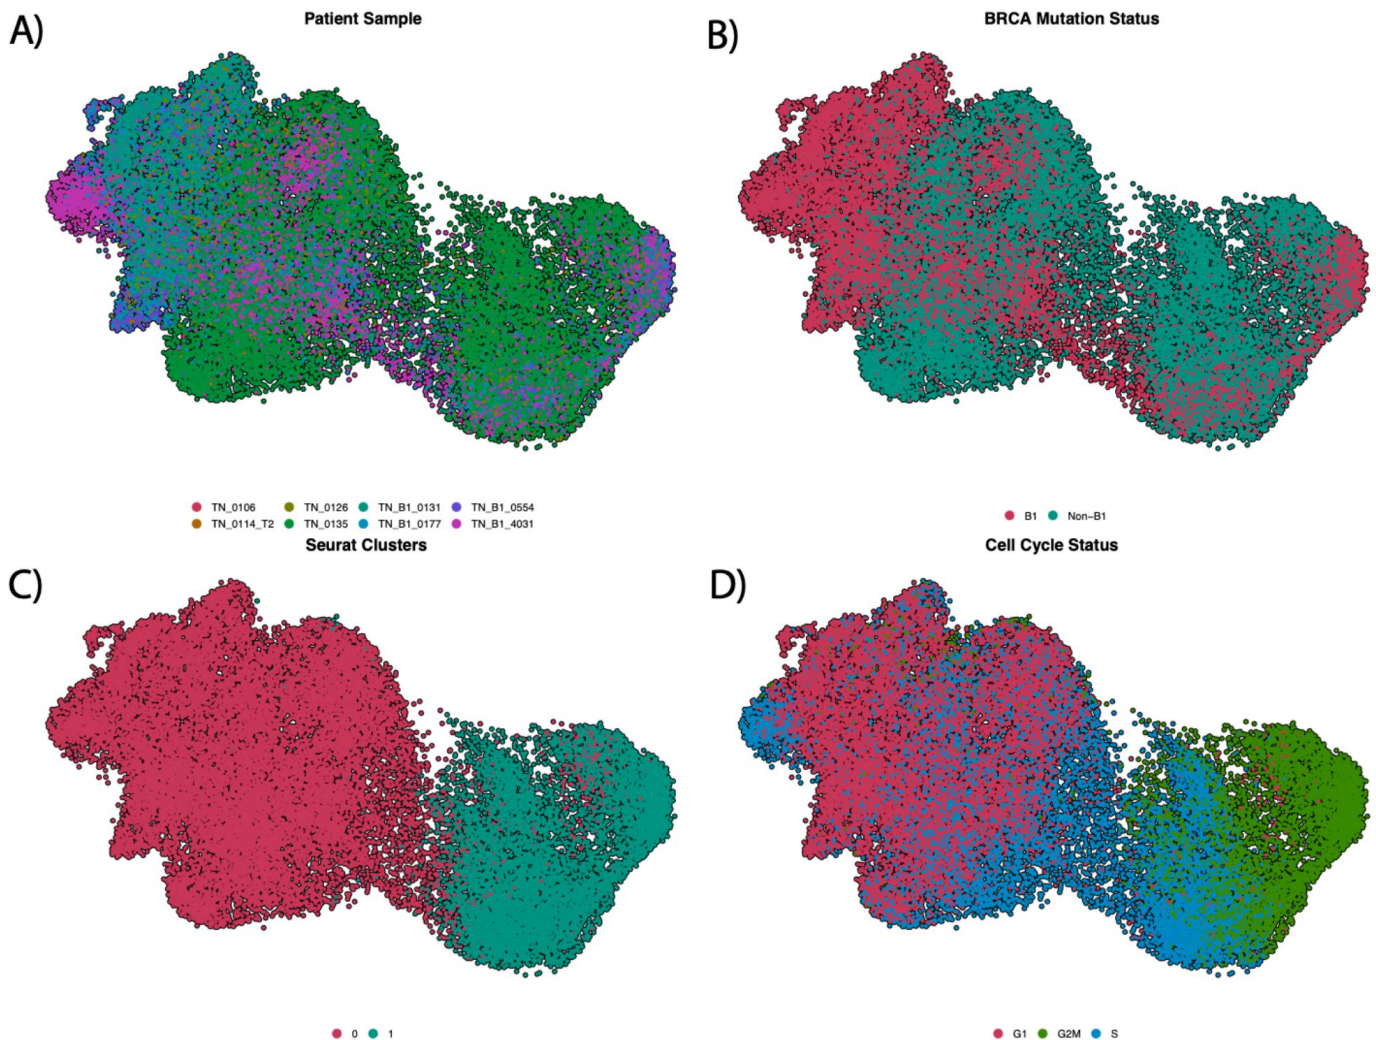 A)
Patient Sample
TN_0106 TN_0126 TN_B1_0131 TN_B1_0554
TN_0114_T2 TN_0135 TN_B1_0177 TN_B1_4031
B)
BRCA Mutation Status
B1 Non-B1
C)
Seurat Clusters
0 1
D)
Cell Cycle Status
G1 G2M S